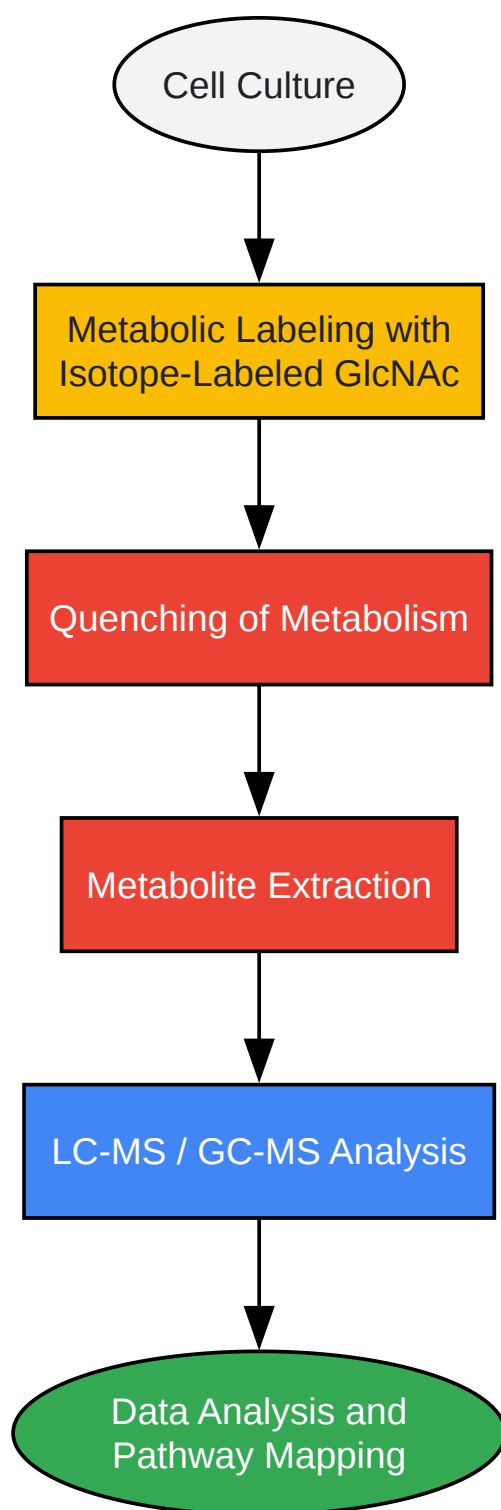 Cell Culture
Metabolic Labeling with
Isotope-Labeled GlcNAc
Quenching of Metabolism
Metabolite Extraction
LC-MS / GC-MS Analysis
Data Analysis and
Pathway Mapping